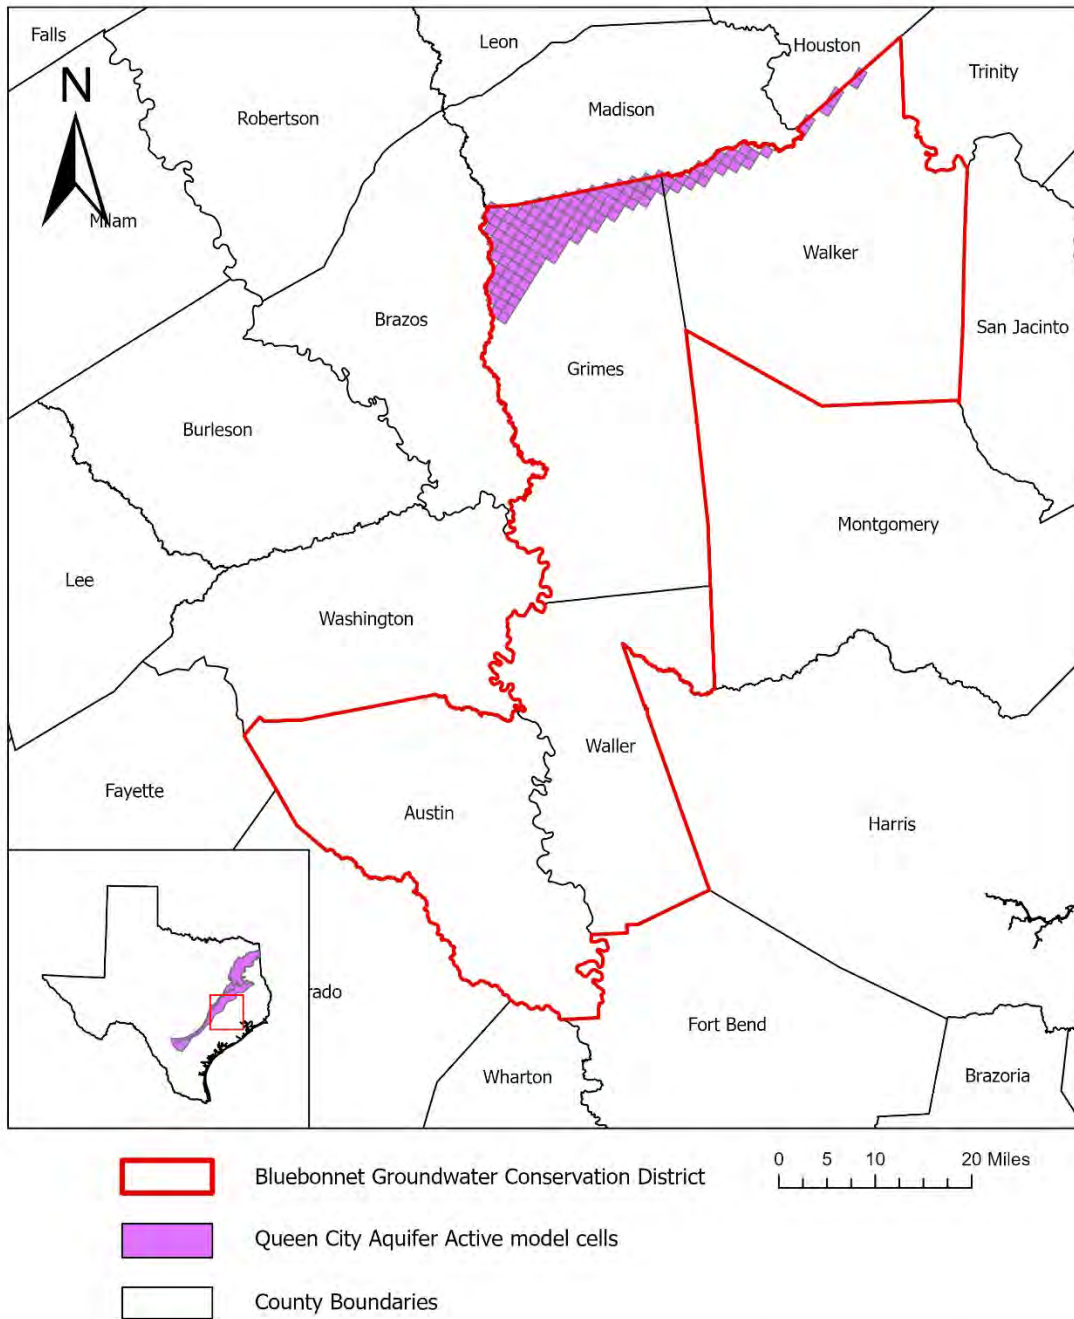 Falls
Leon
Houston
Trinity
N
Robertson
Madison
Milam
Walker
San Jacinto
Brazos
Grimes
Burleson
Montgomery
Lee
Washington
Waller
Fayette
Austin
Harris
rado
Fort Bend
Wharton
Brazoria
Bluebonnet Groundwater Conservation District
0 5 10 20 Miles
Queen City Aquifer Active model cells
County Boundaries